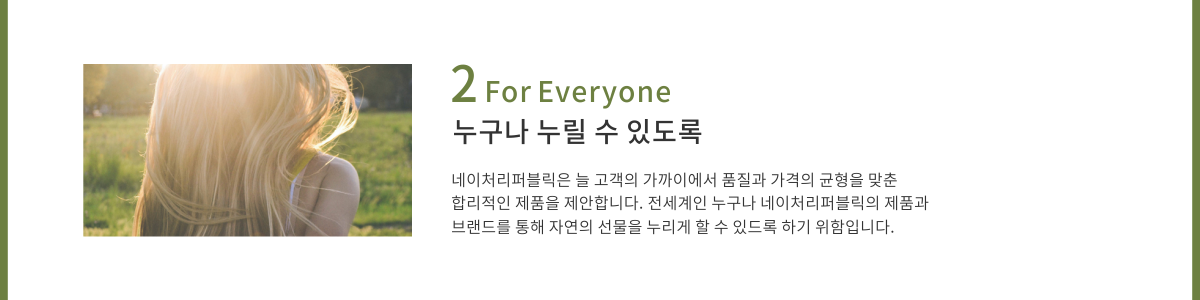 2 For Everyone
누구나 누릴 수 있도록
네이처리퍼블릭은 늘 고객의 가까이에서 품질과 가격의 균형을 맞춘
합리적인 제품을 제안합니다. 전세계인 누구나 네이처리퍼블릭의 제품과
브랜드를 통해 자연의 선물을 누리게 할 수 있드록 하기 위함입니다.